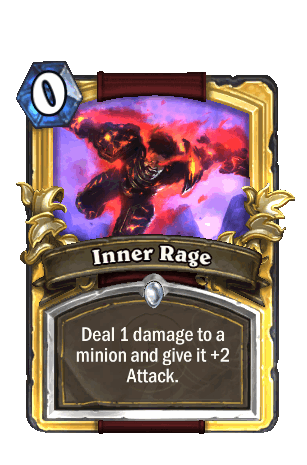 0
Inner Rage
Deal 1 damage to a
minion and give it +2
Attack.